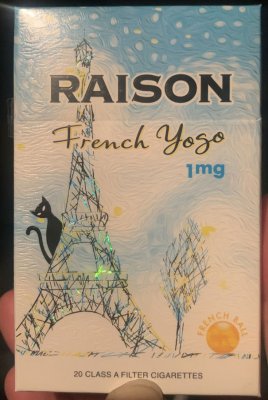 RAISON
French Yogo
1mg
FRENCH BALL
20 CLASS A FILTER CIGARETTES